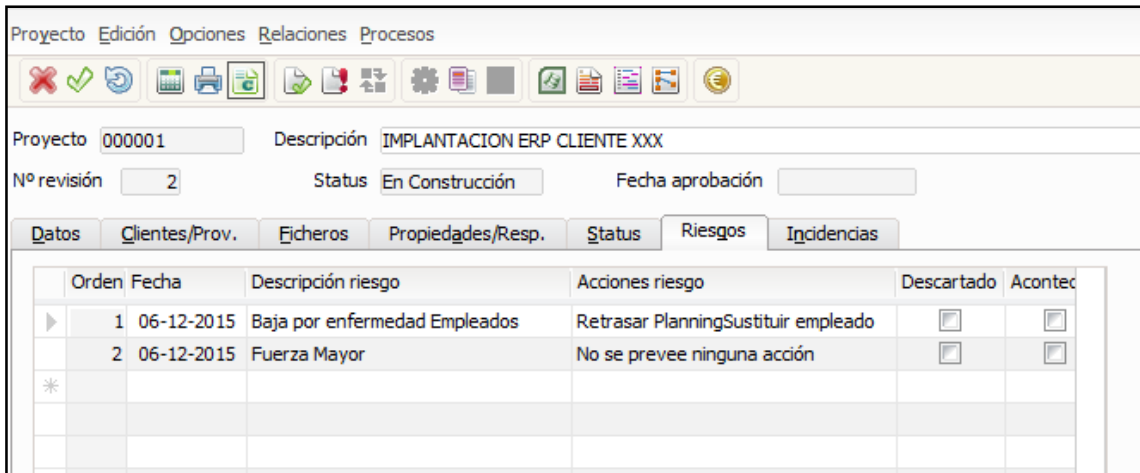 Proyecto Edición Opciones Relaciones Procesos
Proyecto 000001 Descripción IMPLANTACION ERP CLIENTE XXX
Nº revisión 2 Status En Construcción Fecha aprobación
Datos Clientes/Prov. Ficheros Propiedades/Resp. Status Riesgos Incidencias
Orden Fecha Descripción riesgo Acciones riesgo Descartado Acontec
1 06-12-2015 Baja por enfermedad Empleados Retrasar PlanningSustituir empleado
2 06-12-2015 Fuerza Mayor No se prevee ninguna acción